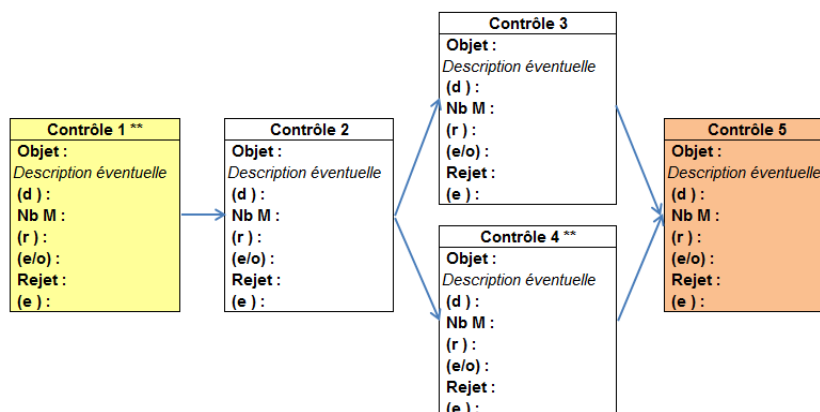 Contrôle 1 **
Objet :
Description éventuelle
(d ) :
Nb M :
(r ) :
(e/o) :
Rejet :
(e ) :
Contrôle 2
Objet :
Description éventuelle
(d ) :
Nb M :
(r ) :
(e/o) :
Rejet :
(e ) :
Contrôle 3
Objet :
Description éventuelle
(d ) :
Nb M :
(r ) :
(e/o) :
Rejet :
(e ) :
Contrôle 4 **
Objet :
Description éventuelle
(d ) :
Nb M :
(r ) :
(e/o) :
Rejet :
(e ) :
Contrôle 5
Objet :
Description éventuelle
(d ) :
Nb M :
(r ) :
(e/o) :
Rejet :
(e ) :